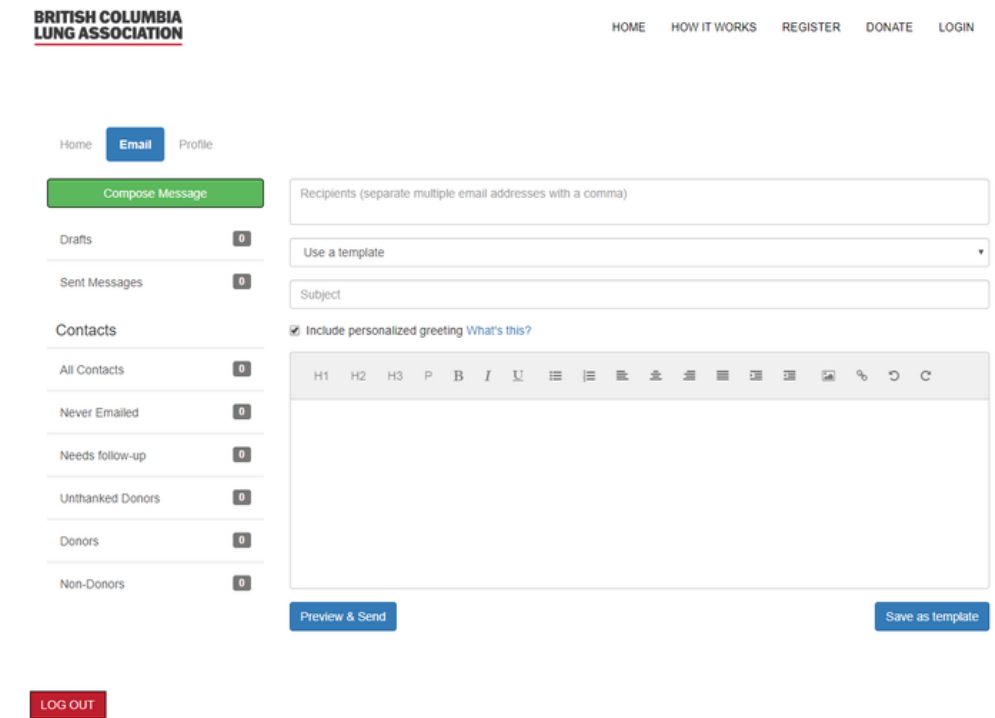 BRITISH COLUMBIA
LUNG ASSOCIATION
HOME HOW IT WORKS REGISTER DONATE LOGIN
Home Email Profile
Compose Message
Drafts 0
Sent Messages 0
Contacts
All Contacts 0
Never Emailed 0
Needs follow-up 0
Unthanked Donors 0
Donors 0
Non-Donors 0
Recipients (separate multiple email addresses with a comma)
Use a template
Subject
Include personalized greeting What's this?
H1 H2 H3 P B I U
Preview & Send Save as template
LOG OUT